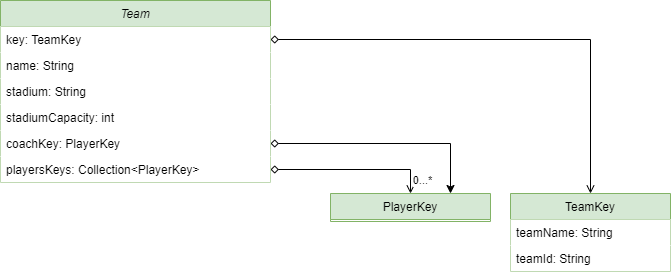 Team
key: TeamKey
name: String
stadium: String
stadiumCapacity: int
coachKey: PlayerKey
playersKeys: Collection<PlayerKey>
0...*
PlayerKey
TeamKey
teamName: String
teamId: String